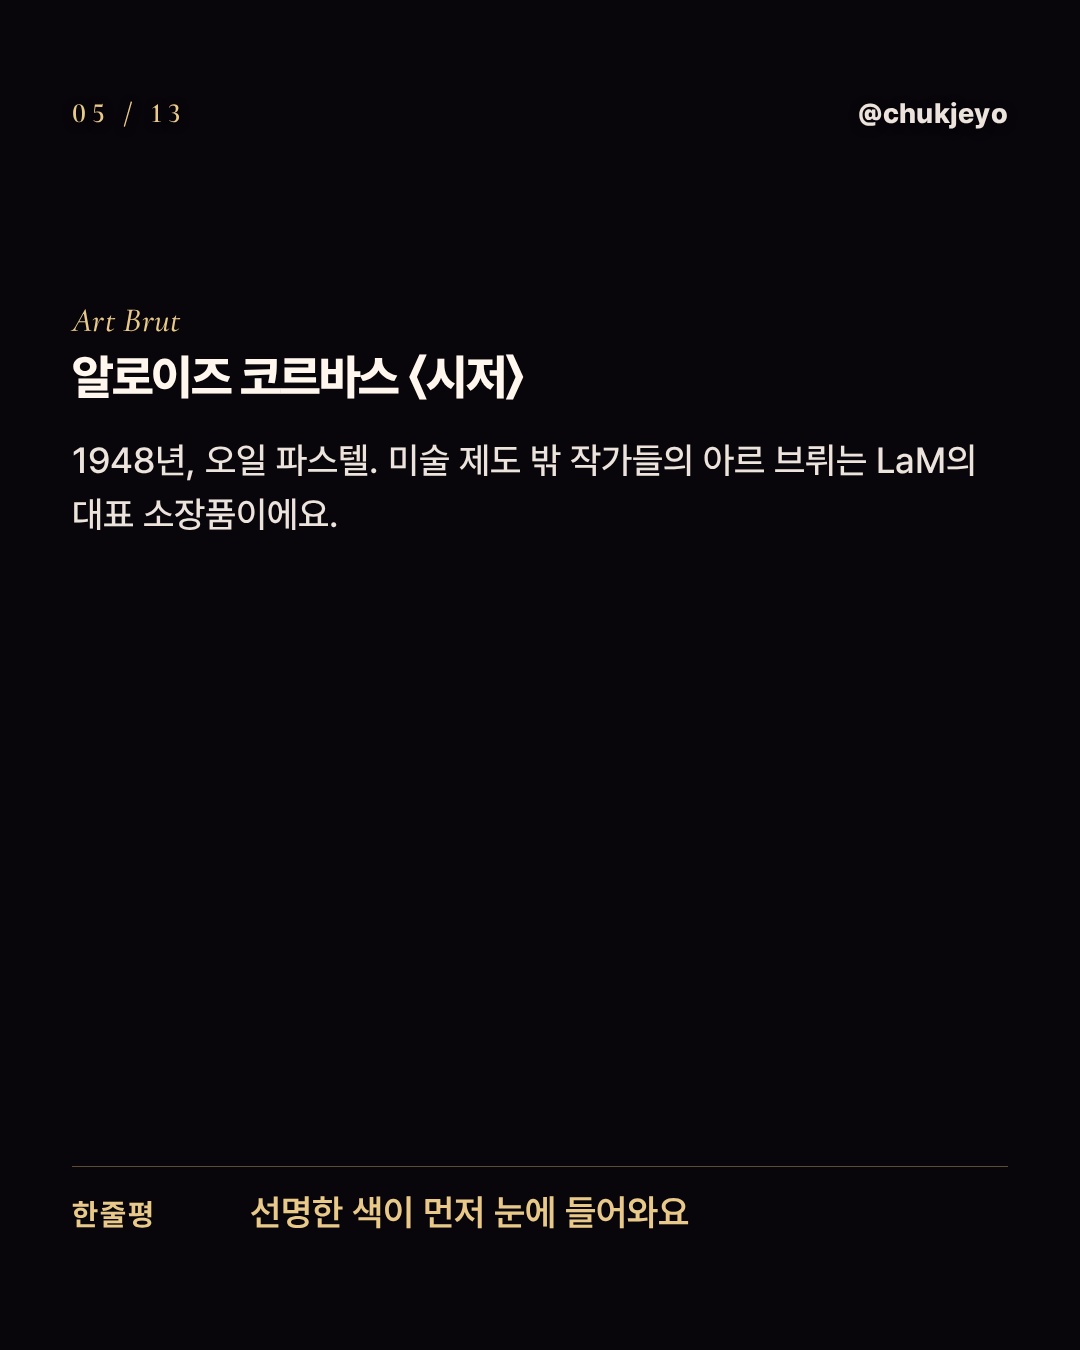 05 / 13
@chukjeyo
Art Brut
알로이즈 코르바스 〈시저〉
1948년, 오일 파스텔. 미술 제도 밖 작가들의 아르 브뤼는 LaM의
대표 소장품이에요.
한줄평 선명한 색이 먼저 눈에 들어와요